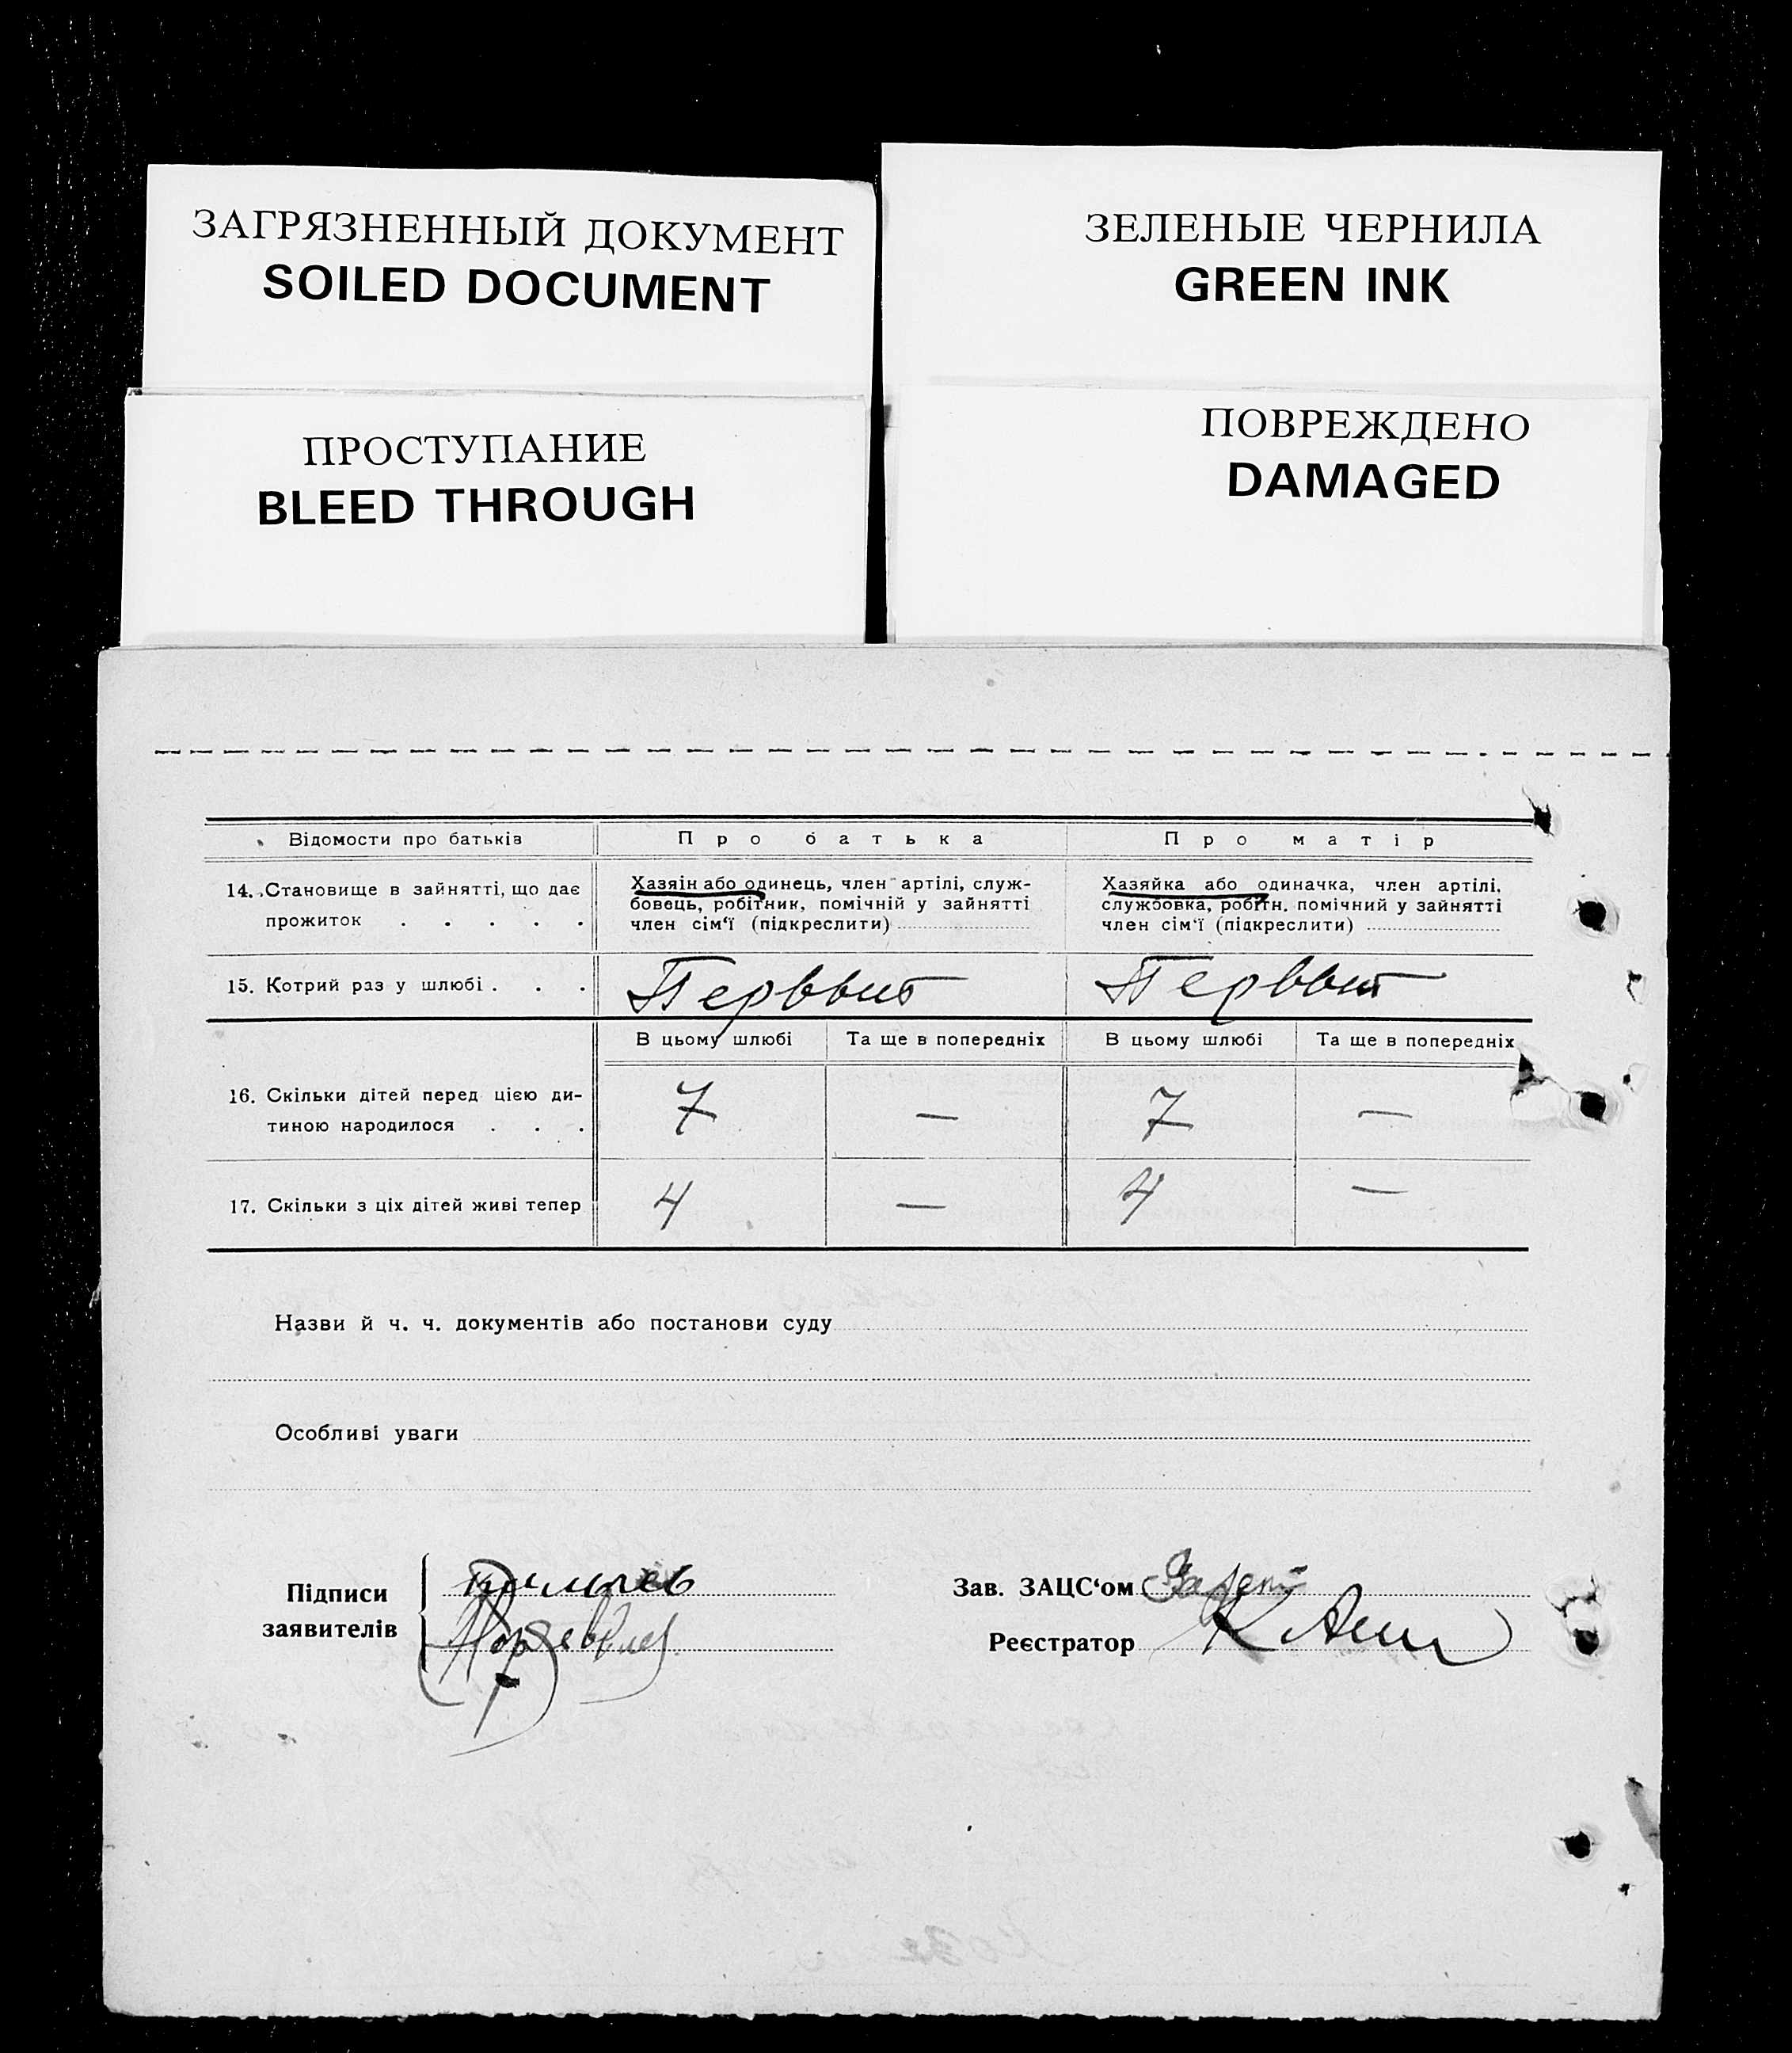 ЗАГРЯЗНЕННЫЙ ДОКУМЕНТ
SOILED DOCUMENT
ЗЕЛЕНЫЕ ЧЕРНИЛА
GREEN INK
ПРОСТУПАНИЕ
BLEED THROUGH
ПОВРЕЖДЕНО
DAMAGED
Відомости про батьків
Про батька
Про матір
14. Становище в зайнятті, що дає
прожиток . . . . .
Хазяїн або одинець, член артілі, служ-
бовець, робітник, помічній у зайнятті
член сім‘ї (підкреслити)
Хазяйка або одиначка, член артілі,
службовка, робітн. помічний у зайнятті
член сім‘ї (підкреслити)
15. Котрий раз у шлюбі . . .
В цьому шлюбі
Та ще в попередніх
В цьому шлюбі
Та ще в попередніх
16. Скільки дітей перед цією ди-
тиною народилося . . .
7
—
7
—
17. Скільки з ціх дітей живі тепер
4
—
4
—
Назви й ч. ч. документів або постанови суду
Особливі уваги
Підписи
заявителів
Зав. ЗАЦС‘ом
Реєстратор